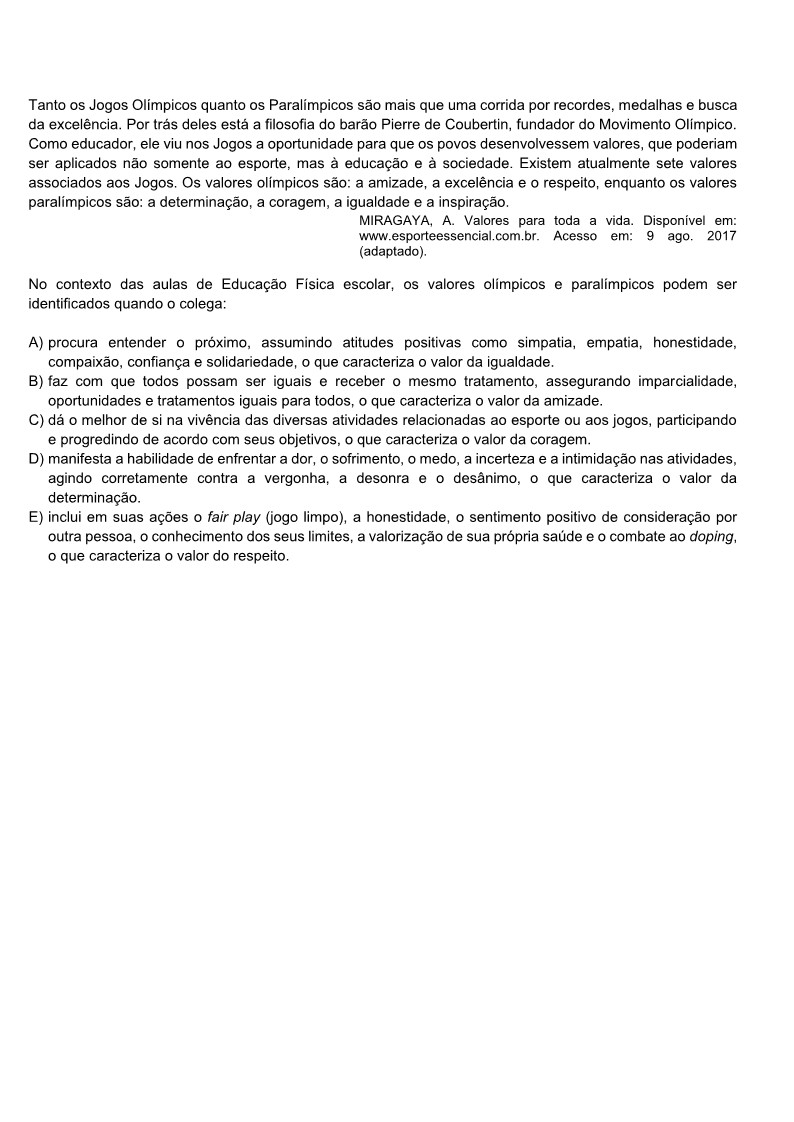 Tanto os Jogos Olímpicos quanto os Paralímpicos são mais que uma corrida por recordes, medalhas e busca
da excelência. Por trás deles está a filosofia do barão Pierre de Coubertin, fundador do Movimento Olímpico.
Como educador, ele viu nos Jogos a oportunidade para que os povos desenvolvessem valores, que poderiam
ser aplicados não somente ao esporte, mas à educação e à sociedade. Existem atualmente sete valores
associados aos Jogos. Os valores olímpicos são: a amizade, a excelência e o respeito, enquanto os valores
paralímpicos são: a determinação, a coragem, a igualdade e a inspiração.
MIRAGAYA, A. Valores para toda a vida. Disponível em:
www.esporteessencial.com.br. Acesso em: 9 ago. 2017
(adaptado).
No contexto das aulas de Educação Física escolar, os valores olímpicos e paralímpicos podem ser
identificados quando o colega:
A) procura entender o próximo, assumindo atitudes positivas como simpatia, empatia, honestidade,
compaixão, confiança e solidariedade, o que caracteriza o valor da igualdade.
B) faz com que todos possam ser iguais e receber o mesmo tratamento, assegurando imparcialidade,
oportunidades e tratamentos iguais para todos, o que caracteriza o valor da amizade.
C) dá o melhor de si na vivência das diversas atividades relacionadas ao esporte ou aos jogos, participando
e progredindo de acordo com seus objetivos, o que caracteriza o valor da coragem.
D) manifesta a habilidade de enfrentar a dor, o sofrimento, o medo, a incerteza e a intimidação nas atividades,
agindo corretamente contra a vergonha, a desonra e o desânimo, o que caracteriza o valor da
determinação.
E) inclui em suas ações o fair play (jogo limpo), a honestidade, o sentimento positivo de consideração por
outra pessoa, o conhecimento dos seus limites, a valorização de sua própria saúde e o combate ao doping,
o que caracteriza o valor do respeito.